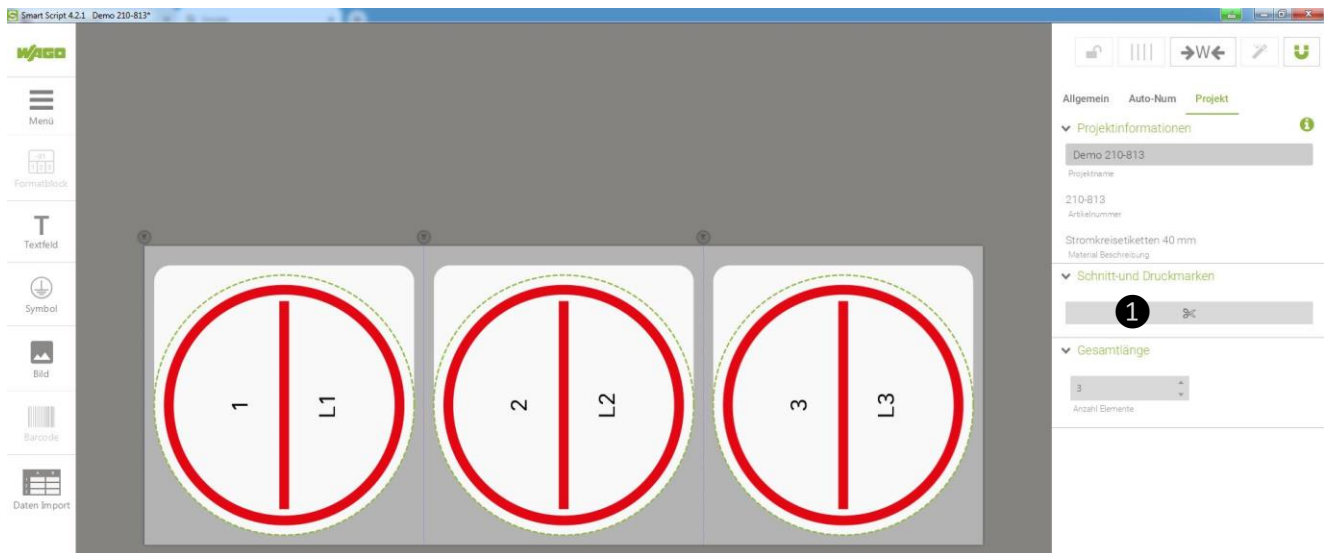 Smart Script 4.2.1 Demo 210-813*
WAGO
Menü
Formatblock
Textfeld
Symbol
Bild
Barcode
Daten Import
1
L1
2
L2
3
L3
→W←
Allgemein Auto-Num Projekt
Projektinformationen
Demo 210-813
Projektname
210-813
Artikelnummer
Stromkreisetiketten 40 mm
Material Beschreibung
Schnitt-und Druckmarken
1
Gesamtlänge
3
Anzahl Elemente